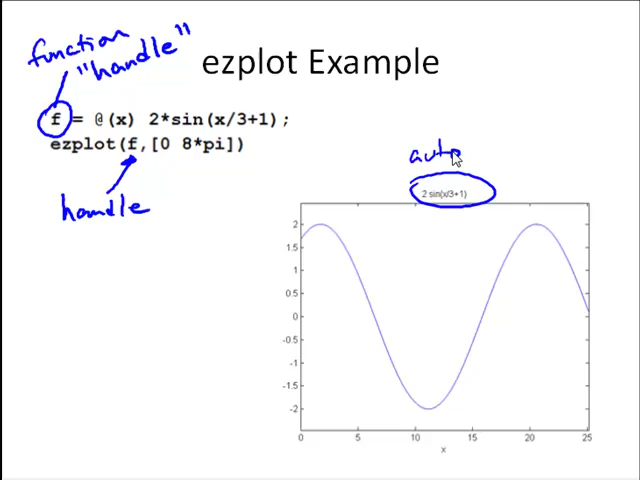 function
"handle"
ezplot Example
f = @(x) 2*sin(x/3+1);
ezplot(f,[0 8*pi])
handle
auto
2 sin(x/3+1)
2
1.5
1
0.5
0
-0.5
-1
-1.5
-2
0 5 10 15 20 25
x